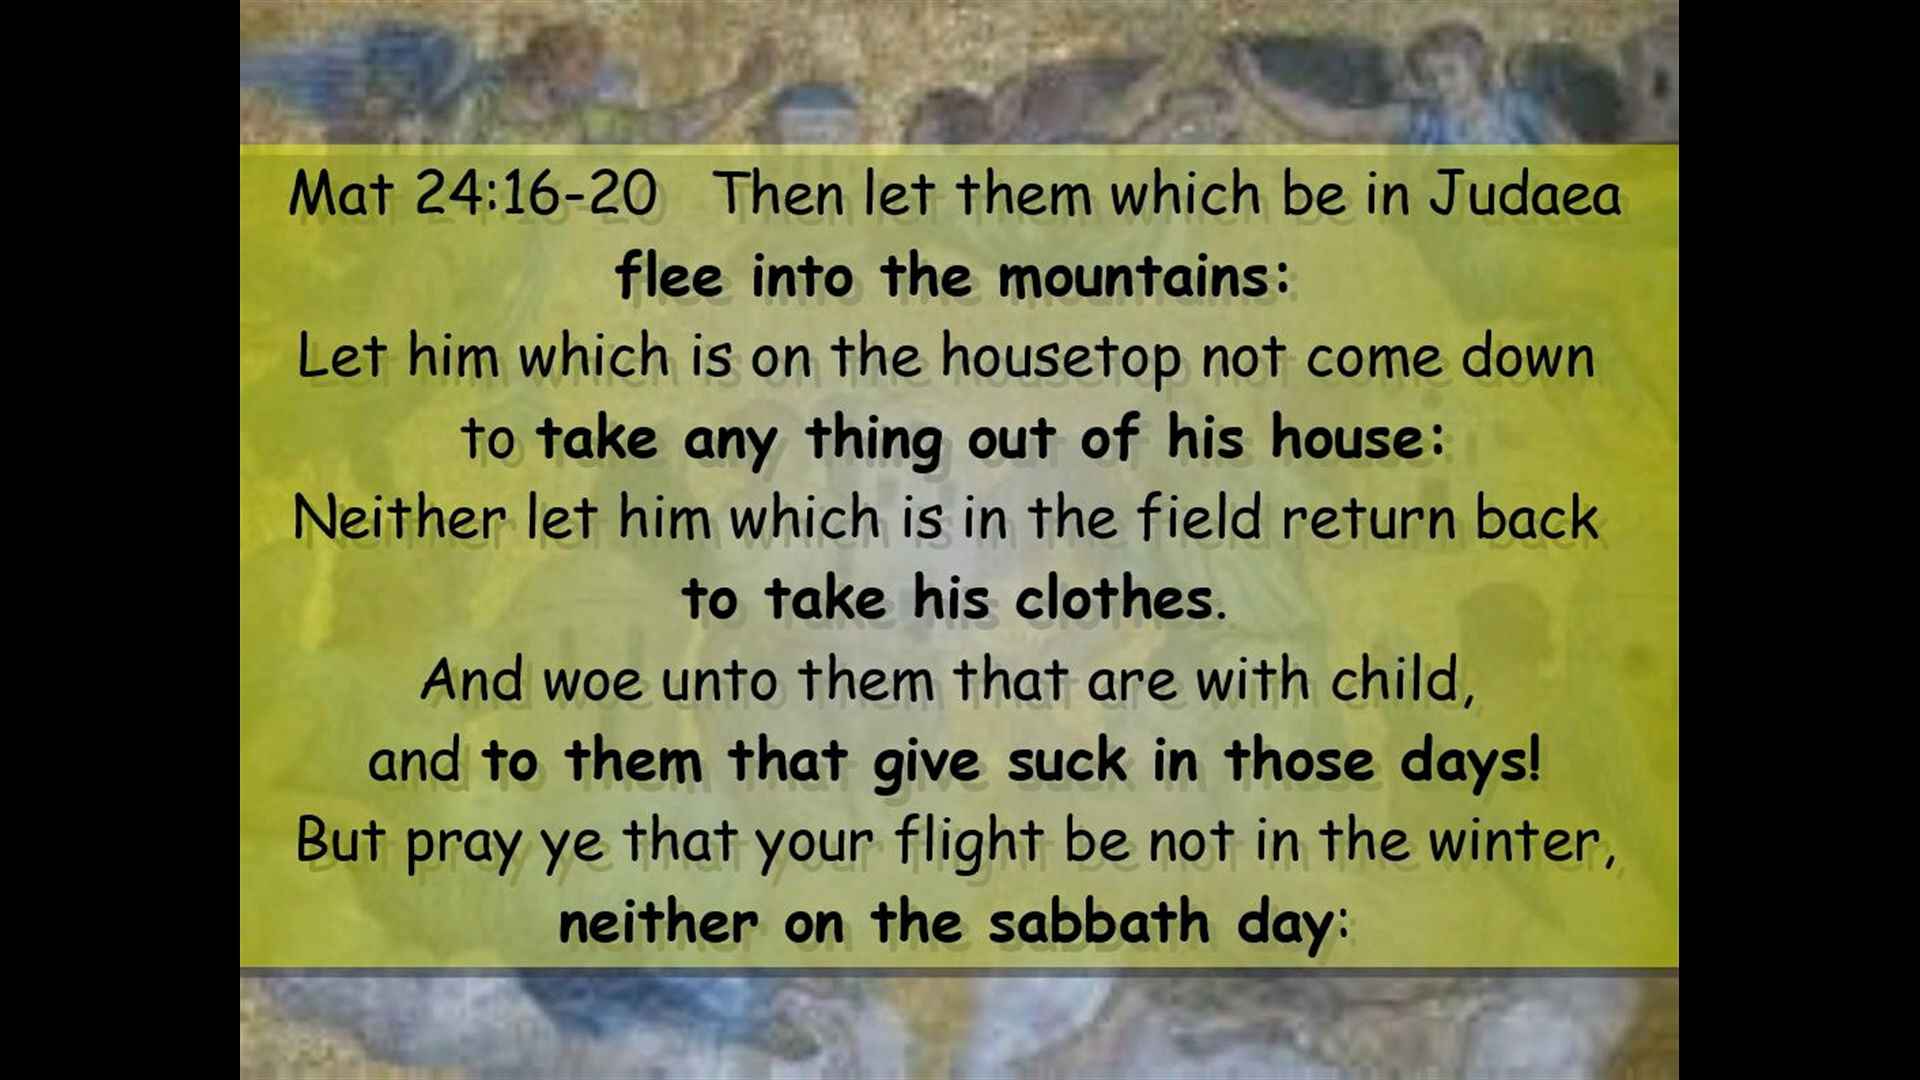 Mat 24:16-20 Then let them which be in Judaea
flee into the mountains:
Let him which is on the housetop not come down
to take any thing out of his house:
Neither let him which is in the field return back
to take his clothes.
And woe unto them that are with child,
and to them that give suck in those days!
But pray ye that your flight be not in the winter,
neither on the sabbath day: